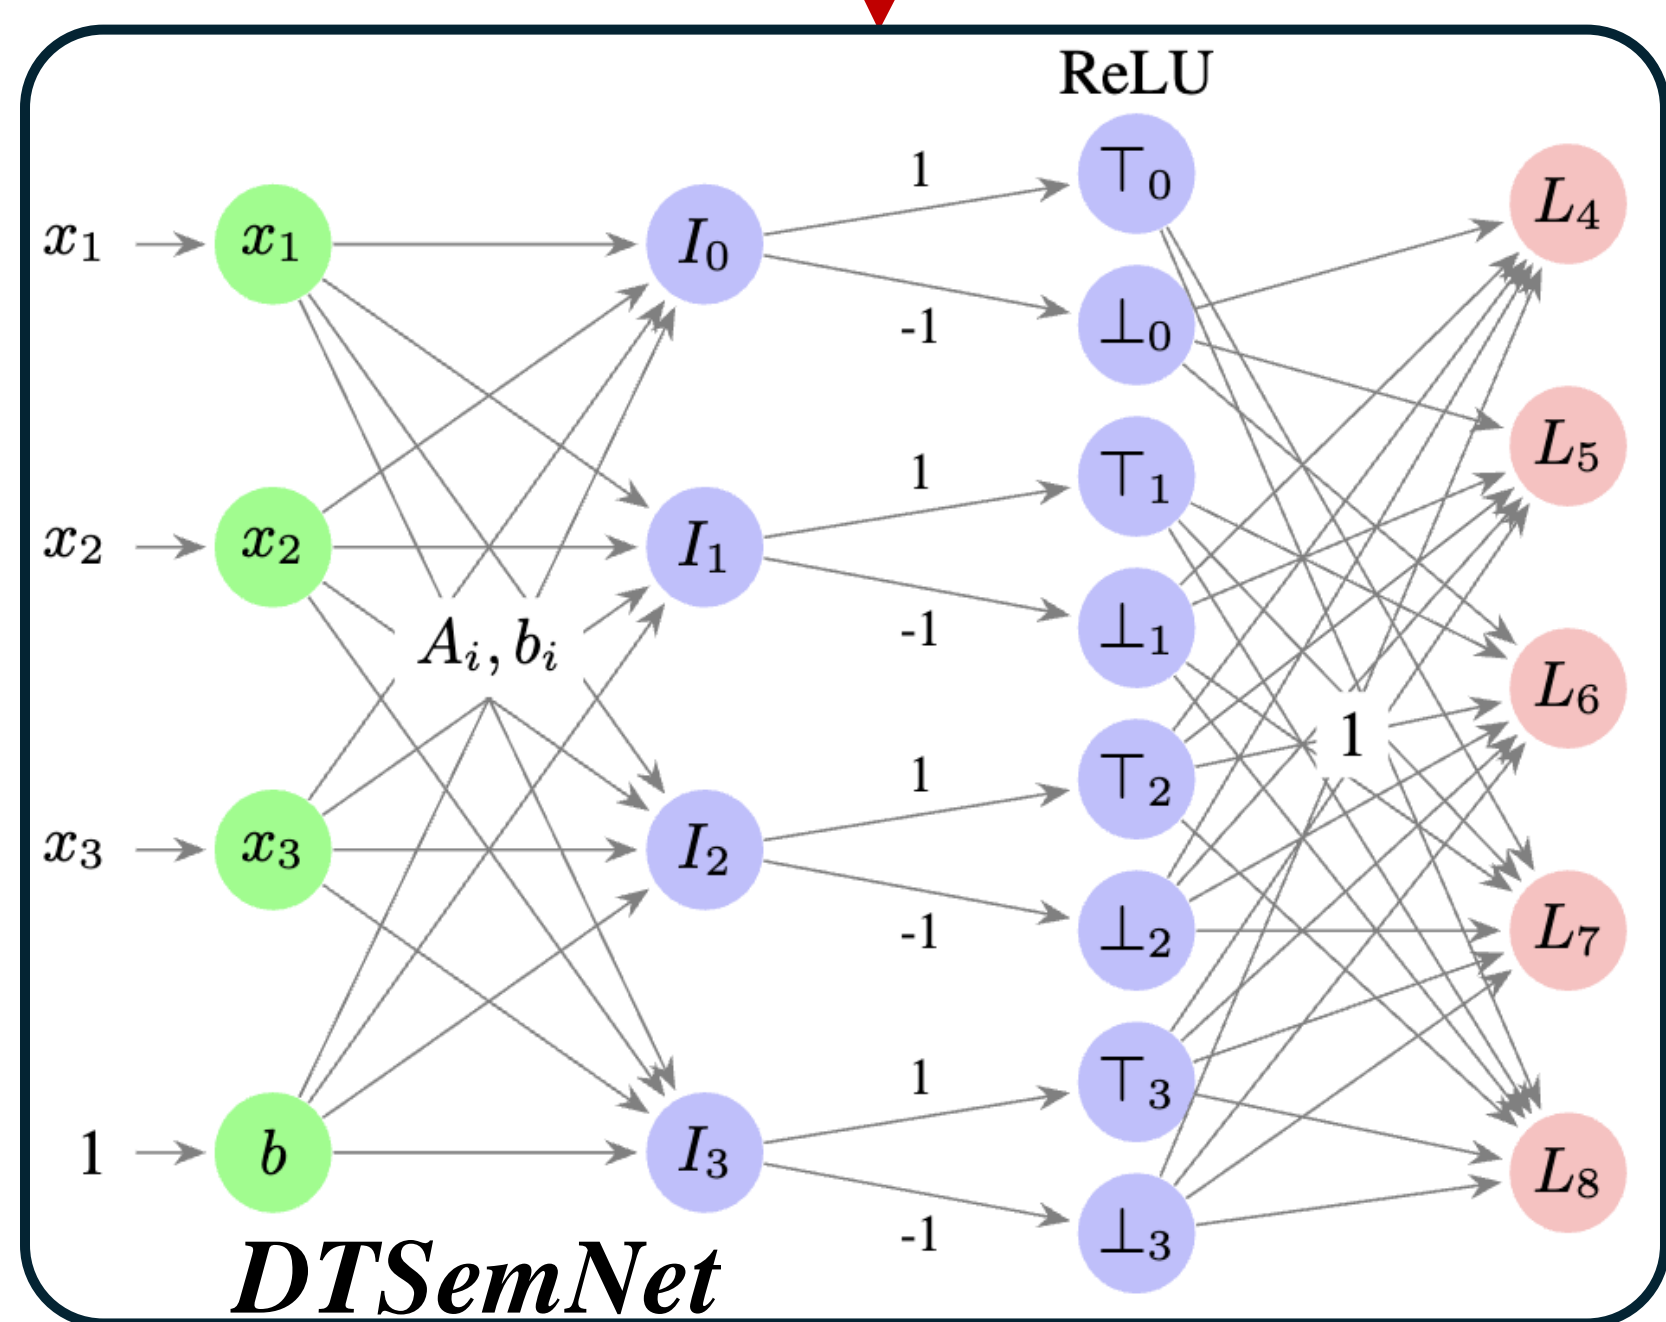 ReLU
x₁
x₁
I₀
1
-1
⊤₀
⊥₀
L₄
x₂
x₂
I₁
1
-1
⊤₁
⊥₁
L₅
Aᵢ, bᵢ
x₃
x₃
I₂
1
-1
⊤₂
⊥₂
1
L₆
L₇
1
b
I₃
1
-1
⊤₃
⊥₃
L₈
DTSemNet